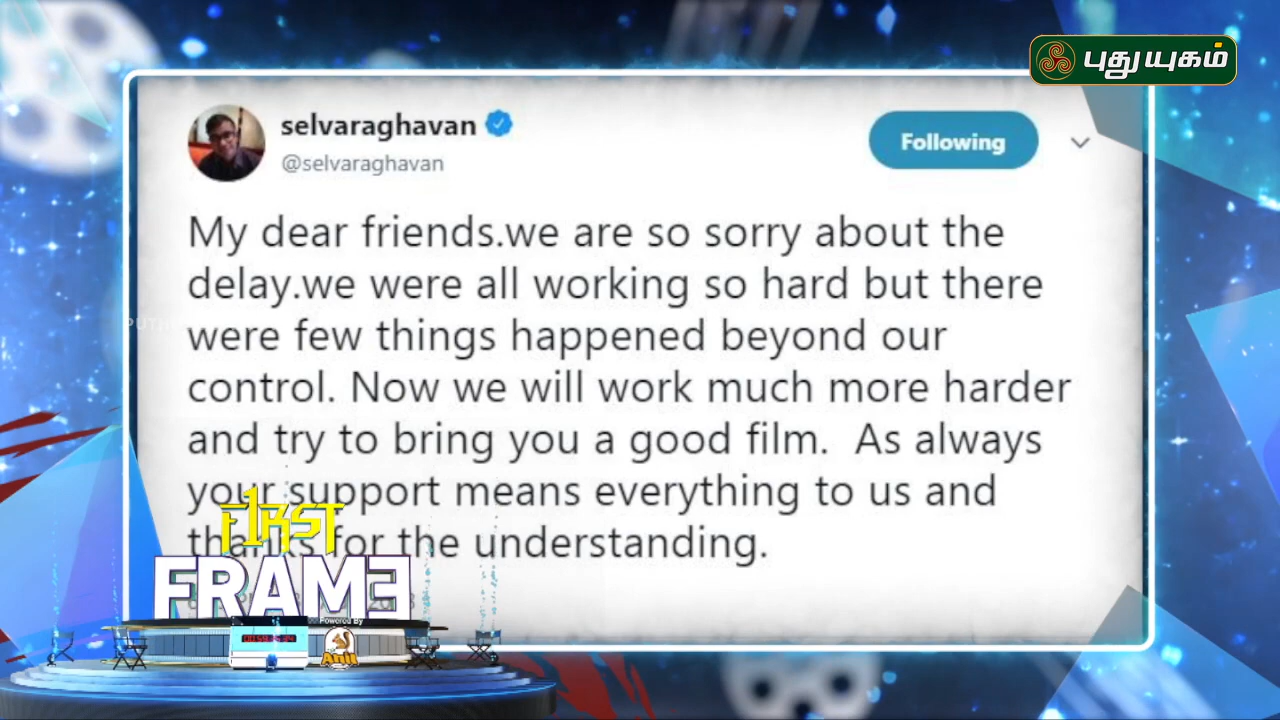 புதுயுகம்
selvaraghavan
@selvaraghavan
Following
My dear friends.we are so sorry about the
delay.we were all working so hard but there
were few things happened beyond our
control. Now we will work much more harder
and try to bring you a good film.  As always
your support means everything to us and
thanks for the understanding.
F1RST
FRAME
Powered By
Anil